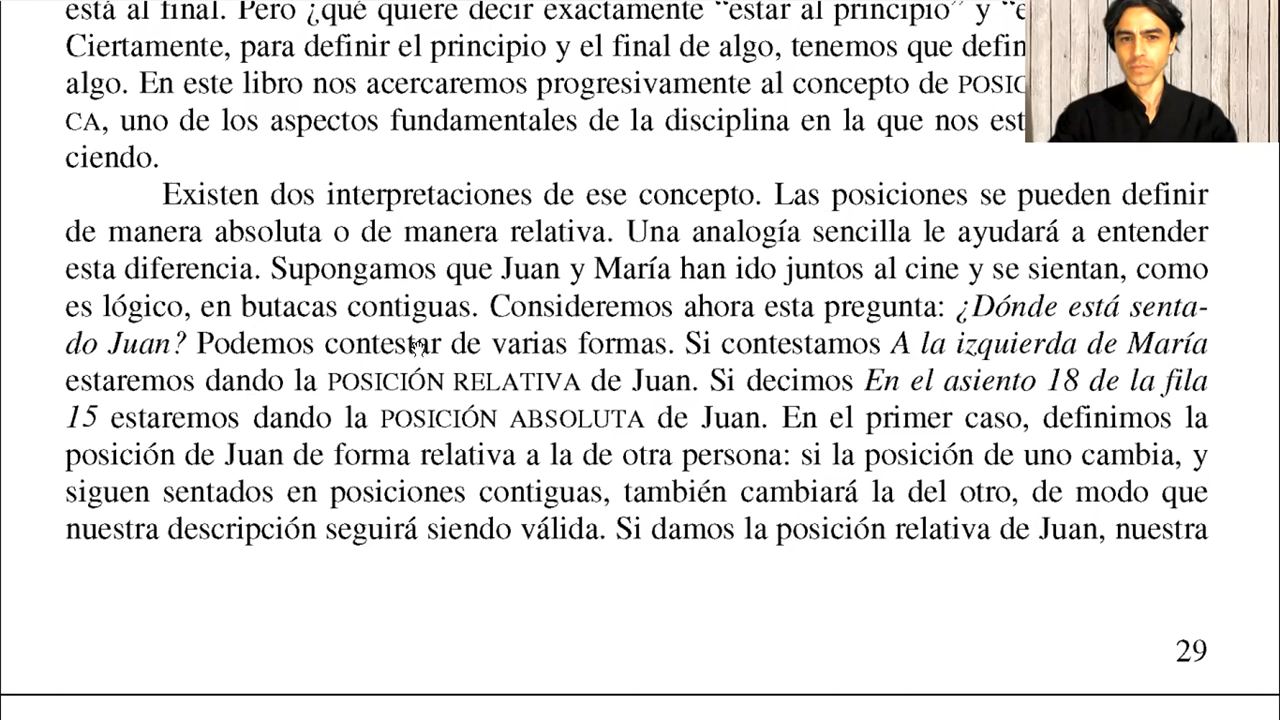 está al final. Pero ¿qué quiere decir exactamente “estar al principio” y “e
Ciertamente, para definir el principio y el final de algo, tenemos que defin
algo. En este libro nos acercaremos progresivamente al concepto de POSIC
CA, uno de los aspectos fundamentales de la disciplina en la que nos est
ciendo.
Existen dos interpretaciones de ese concepto. Las posiciones se pueden definir
de manera absoluta o de manera relativa. Una analogía sencilla le ayudará a entender
esta diferencia. Supongamos que Juan y María han ido juntos al cine y se sientan, como
es lógico, en butacas contiguas. Consideremos ahora esta pregunta: ¿Dónde está senta-
do Juan? Podemos contestar de varias formas. Si contestamos A la izquierda de María
estaremos dando la POSICIÓN RELATIVA de Juan. Si decimos En el asiento 18 de la fila
15 estaremos dando la POSICIÓN ABSOLUTA de Juan. En el primer caso, definimos la
posición de Juan de forma relativa a la de otra persona: si la posición de uno cambia, y
siguen sentados en posiciones contiguas, también cambiará la del otro, de modo que
nuestra descripción seguirá siendo válida. Si damos la posición relativa de Juan, nuestra
29